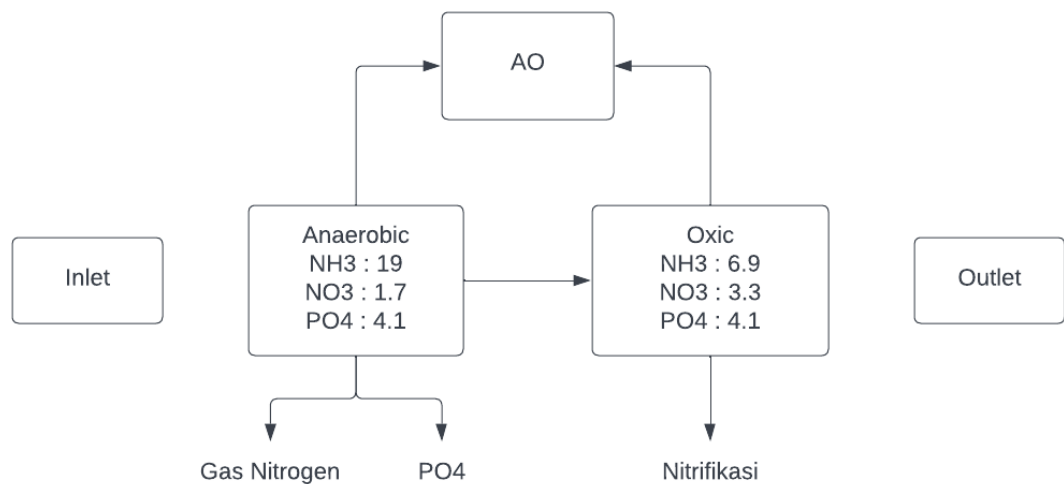 AO
Inlet
Anaerobic
NH3 : 19
NO3 : 1.7
PO4 : 4.1
Oxic
NH3 : 6.9
NO3 : 3.3
PO4 : 4.1
Outlet
Gas Nitrogen
PO4
Nitrifikasi